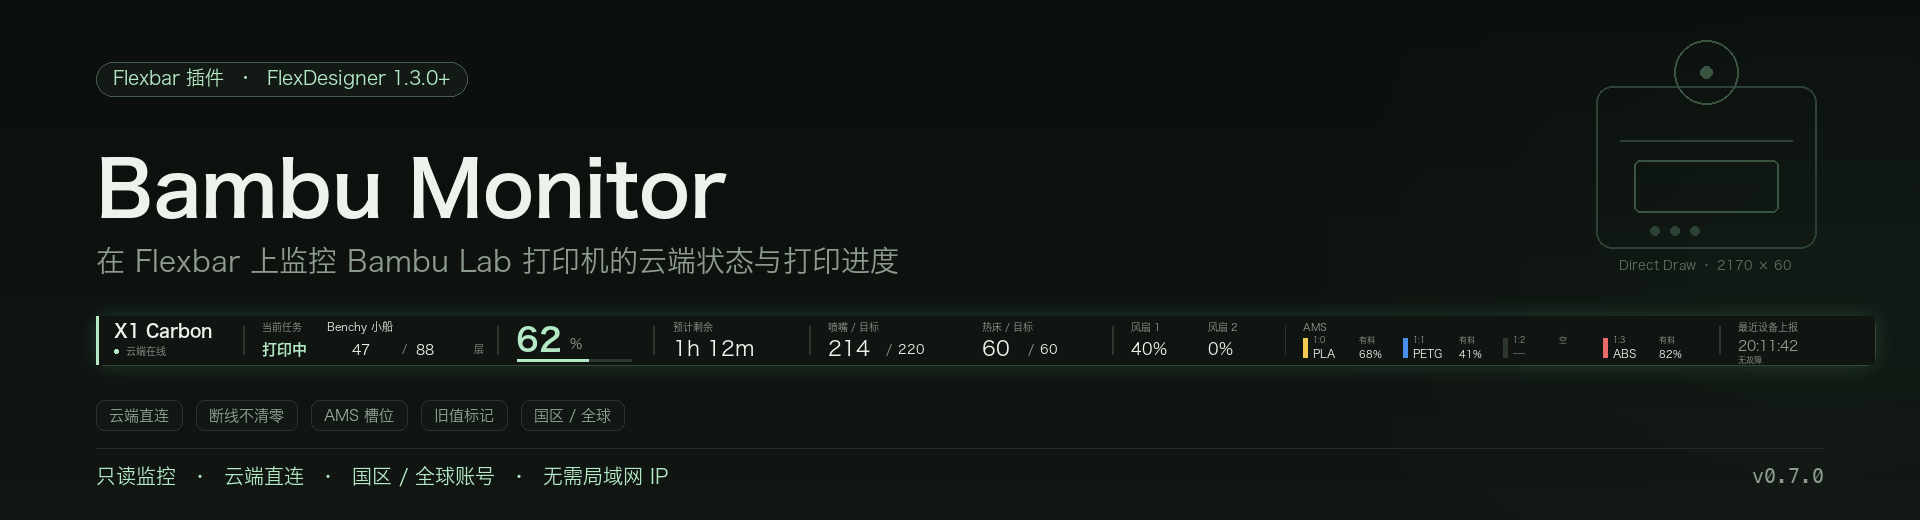 Flexbar 插件 · FlexDesigner 1.3.0+
Bambu Monitor
在 Flexbar 上监控 Bambu Lab 打印机的云端状态与打印进度
Direct Draw · 2170 × 60
X1 Carbon
云端在线
当前任务 Benchy 小船
打印中 47 / 88 层
62 %
预计剩余
1h 12m
喷嘴 / 目标
214 / 220
热床 / 目标
60 / 60
风扇 1
40%
风扇 2
0%
AMS
1:0 有料
PLA 68%
1:1 有料
PETG 41%
1:2 空
—
1:3 有料
ABS 82%
最近设备上报
20:11:42
无故障
云端直连 断线不清零 AMS 槽位 旧值标记 国区 / 全球
只读监控 · 云端直连 · 国区 / 全球账号 · 无需局域网 IP
v0.7.0